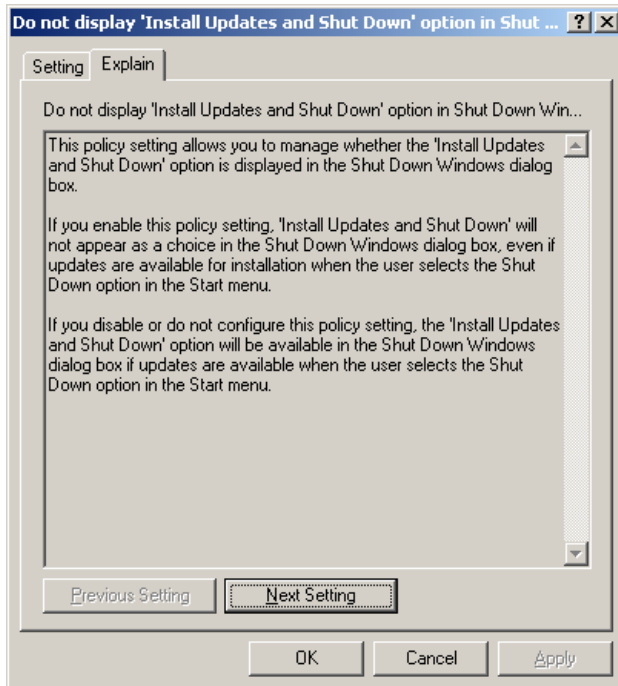 Do not display 'Install Updates and Shut Down' option in Shut ...
Setting
Explain
Do not display 'Install Updates and Shut Down' option in Shut Down Win...
This policy setting allows you to manage whether the 'Install Updates
and Shut Down' option is displayed in the Shut Down Windows dialog
box.
If you enable this policy setting, 'Install Updates and Shut Down' will
not appear as a choice in the Shut Down Windows dialog box, even if
updates are available for installation when the user selects the Shut
Down option in the Start menu.
If you disable or do not configure this policy setting, the 'Install Updates
and Shut Down' option will be available in the Shut Down Windows
dialog box if updates are available when the user selects the Shut
Down option in the Start menu.
Previous Setting
Next Setting
OK
Cancel
Apply